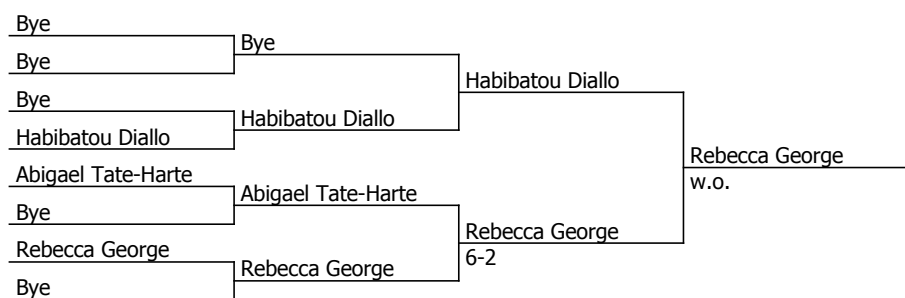 Bye
Bye
Bye
Habibatou Diallo
Abigael Tate-Harte
Bye
Rebecca George
Bye
Bye
Habibatou Diallo
Abigael Tate-Harte
Rebecca George
Habibatou Diallo
Rebecca George
6-2
Rebecca George
w.o.